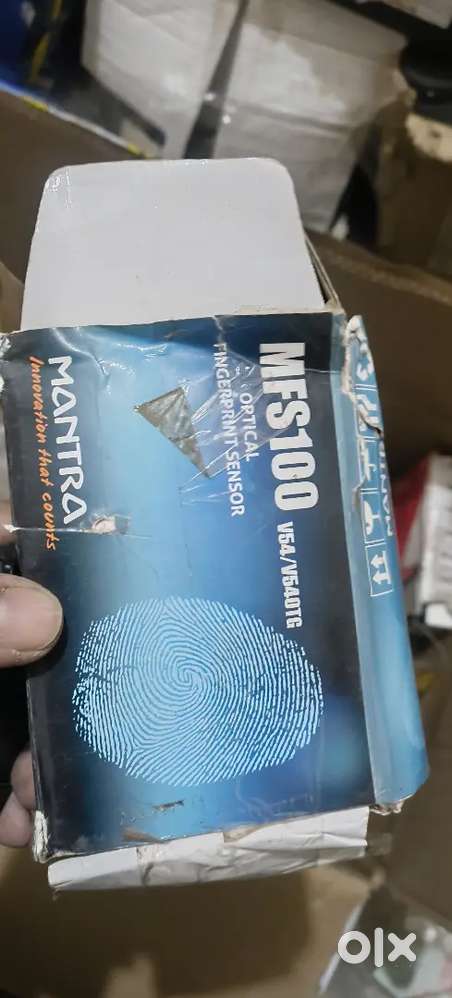 MFS100 V54/V54OTG
OPTICAL
FINGERPRINT SENSOR
MANTRA
Innovation that counts
olx